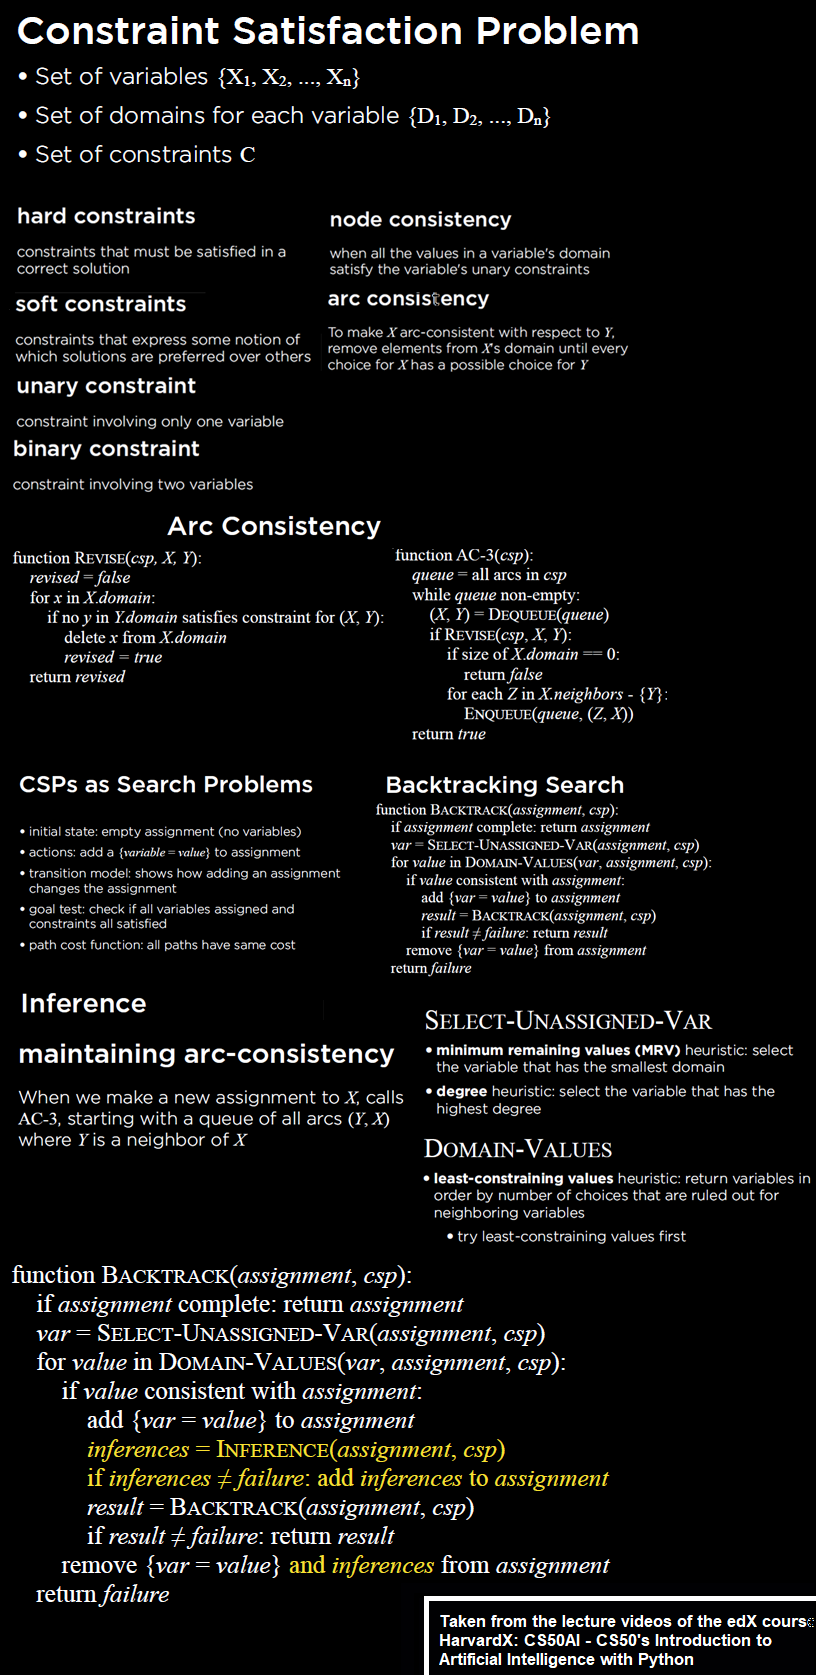 Constraint Satisfaction Problem
• Set of variables {X1, X2, ..., Xn}
• Set of domains for each variable {D1, D2, ..., Dn}
• Set of constraints C
hard constraints
constraints that must be satisfied in a
correct solution
soft constraints
constraints that express some notion of
which solutions are preferred over others
unary constraint
constraint involving only one variable
binary constraint
constraint involving two variables
node consistency
when all the values in a variable's domain
satisfy the variable's unary constraints
arc consistency
To make X arc-consistent with respect to Y,
remove elements from X's domain until every
choice for X has a possible choice for Y
Arc Consistency
function REVISE(csp, X, Y):
revised = false
for x in X.domain:
if no y in Y.domain satisfies constraint for (X, Y):
delete x from X.domain
revised = true
return revised
function AC-3(csp):
queue = all arcs in csp
while queue non-empty:
(X, Y) = DEQUEUE(queue)
if REVISE(csp, X, Y):
if size of X.domain == 0:
return false
for each Z in X.neighbors - {Y}:
ENQUEUE(queue, (Z, X))
return true
CSPs as Search Problems
• initial state: empty assignment (no variables)
• actions: add a {variable = value} to assignment
• transition model: shows how adding an assignment
changes the assignment
• goal test: check if all variables assigned and
constraints all satisfied
• path cost function: all paths have same cost
Backtracking Search
function BACKTRACK(assignment, csp):
if assignment complete: return assignment
var = SELECT-UNASSIGNED-VAR(assignment, csp)
for value in DOMAIN-VALUES(var, assignment, csp):
if value consistent with assignment:
add {var = value} to assignment
result = BACKTRACK(assignment, csp)
if result ≠ failure: return result
remove {var = value} from assignment
return failure
Inference
maintaining arc-consistency
When we make a new assignment to X, calls
AC-3, starting with a queue of all arcs (Y, X)
where Y is a neighbor of X
SELECT-UNASSIGNED-VAR
• minimum remaining values (MRV) heuristic: select
the variable that has the smallest domain
• degree heuristic: select the variable that has the
highest degree
DOMAIN-VALUES
• least-constraining values heuristic: return variables in
order by number of choices that are ruled out for
neighboring variables
• try least-constraining values first
function BACKTRACK(assignment, csp):
if assignment complete: return assignment
var = SELECT-UNASSIGNED-VAR(assignment, csp)
for value in DOMAIN-VALUES(var, assignment, csp):
if value consistent with assignment:
add {var = value} to assignment
inferences = INFERENCE(assignment, csp)
if inferences ≠ failure: add inferences to assignment
result = BACKTRACK(assignment, csp)
if result ≠ failure: return result
remove {var = value} and inferences from assignment
return failure
Taken from the lecture videos of the edX course
HarvardX: CS50AI - CS50's Introduction to
Artificial Intelligence with Python